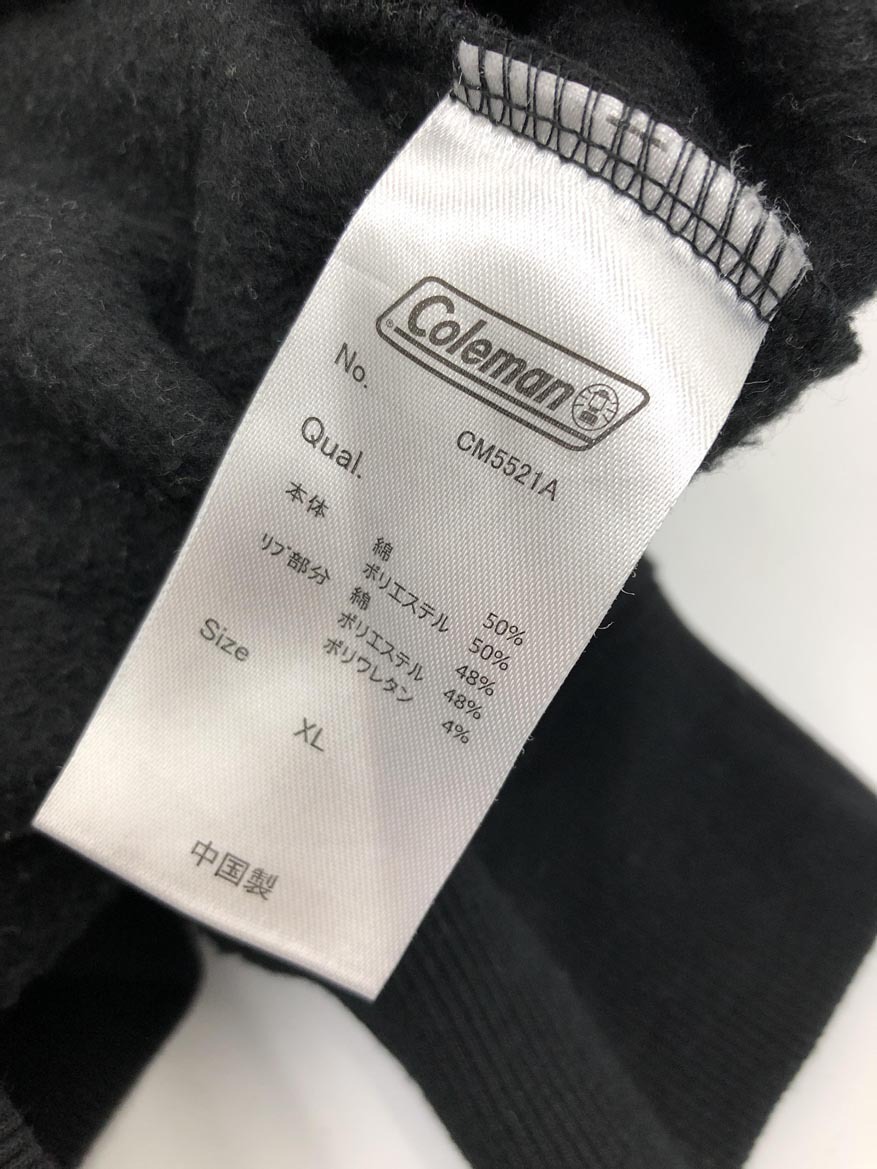 Coleman
No. CM5521A
Qual.
本体 綿 50%
ポリエステル 50%
リブ部分 綿 48%
ポリエステル 48%
ポリウレタン 4%
Size
XL
中国製